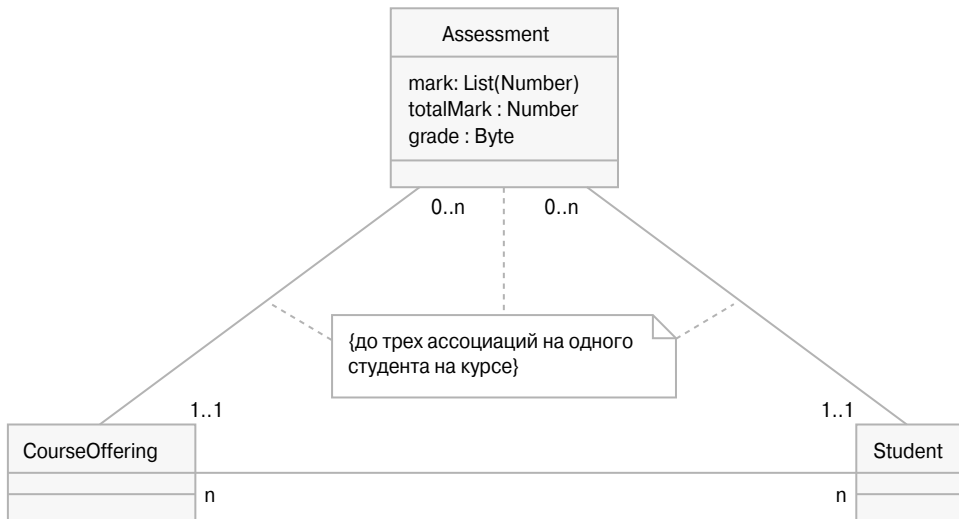 Assessment
mark: List(Number)
totalMark : Number
grade : Byte
0..n
0..n
{до трех ассоциаций на одного
студента на курсе}
1..1
1..1
CourseOffering
Student
n
n